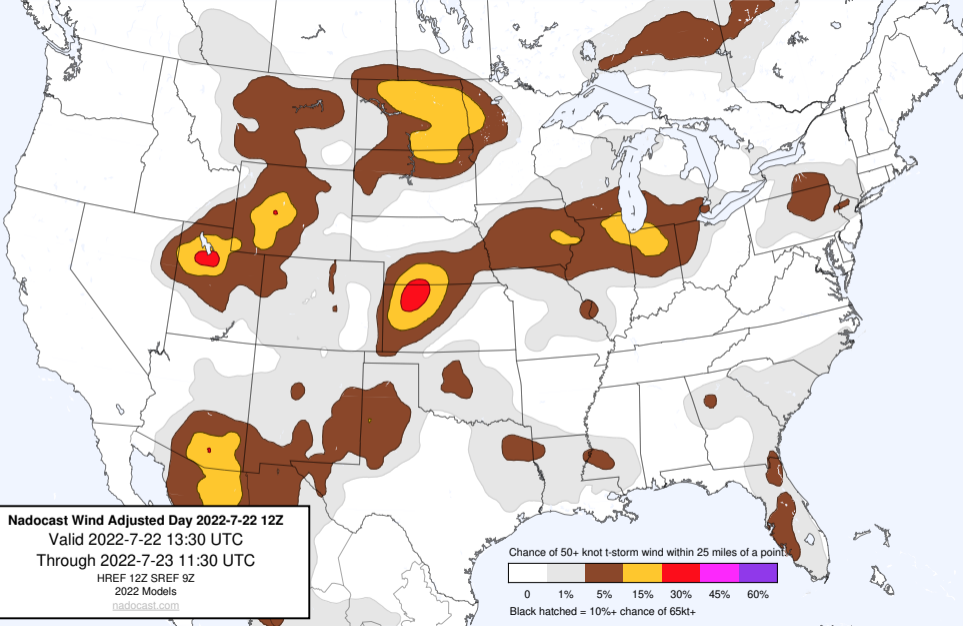 Nadocast Wind Adjusted Day 2022-7-22 12Z
Valid 2022-7-22 13:30 UTC
Through 2022-7-23 11:30 UTC
HREF 12Z SREF 9Z
2022 Models
nadocast.com
Chance of 50+ knot t-storm wind within 25 miles of a point.
0 1% 5% 15% 30% 45% 60%
Black hatched = 10%+ chance of 65kt+